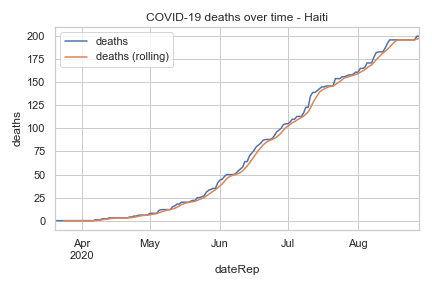 COVID-19 deaths over time - Haiti
deaths
deaths (rolling)
200
175
150
125
100
75
50
25
0
deaths
Apr
2020
May
Jun
Jul
Aug
dateRep